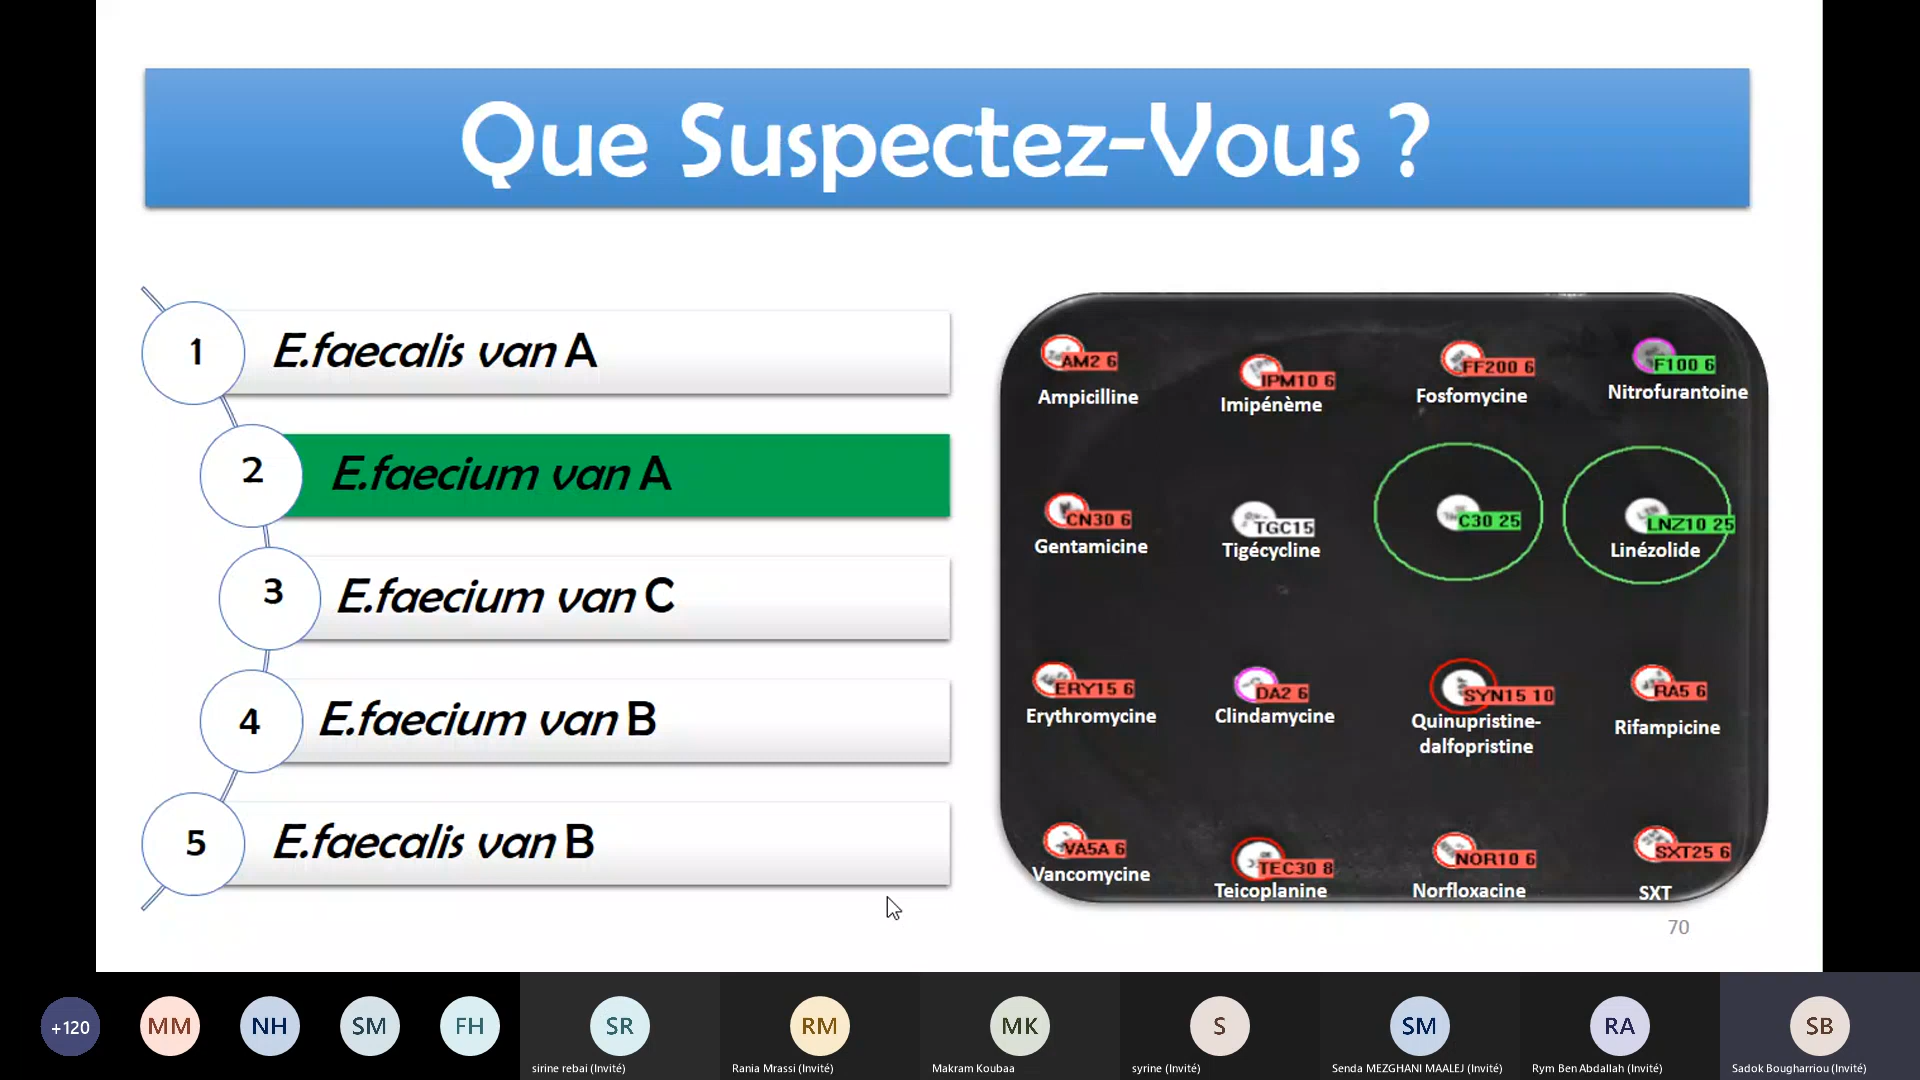 Que Suspectez-Vous ?
1 E.faecalis van A
2 E.faecium van A
3 E.faecium van C
4 E.faecium van B
5 E.faecalis van B
AM2 6
Ampicilline
IPM10 6
Imipénème
FF200 6
Fosfomycine
F100 6
Nitrofurantoine
CN30 6
Gentamicine
TGC15
Tigécycline
C30 25
LNZ10 25
Linézolide
ERY15 6
Erythromycine
DA2 6
Clindamycine
SYN15 10
Quinupristine-
dalfopristine
RA5 6
Rifampicine
VA5A 6
Vancomycine
TEC30 8
Teicoplanine
NOR10 6
Norfloxacine
SXT25 6
SXT
70
+120
MM
NH
SM
FH
SR
sirine rebai (Invité)
RM
Rania Mrassi (Invité)
MK
Makram Koubaa
S
syrine (Invité)
SM
Senda MEZGHANI MAALEJ (Invité)
RA
Rym Ben Abdallah (Invité)
SB
Sadok Bougharriou (Invité)